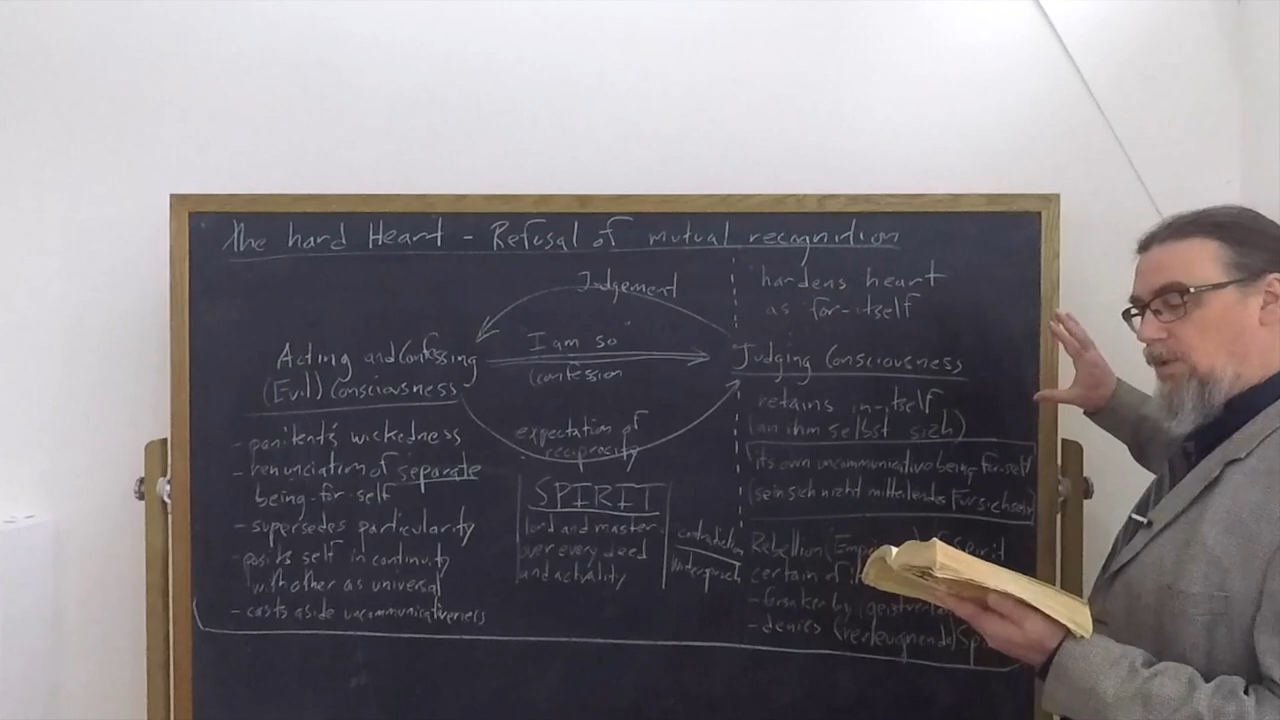 The hard Heart - Refusal of mutual recognition
Judgement
"I am so"
(confession
expectation of
reciprocity
Acting and Confessing
(Evil) Consciousness
- penitent's wickedness
- renunciation of separate
being-for-self
- supersedes particularity
- posits self in continuity
with other as universal
- casts aside uncommunicativeness
SPIRIT
lord and master
over every deed
and actuality
contradiction
Widerspruch
hardens heart
as for-itself
Judging Consciousness
retains in-itself
(an ihm selbst sich)
its own uncommunicative being-for-self
(sein sich nicht mitteilendes Fürsichsein)
Rebellion
certain of
- forsaken by
- denies (verleugnende)